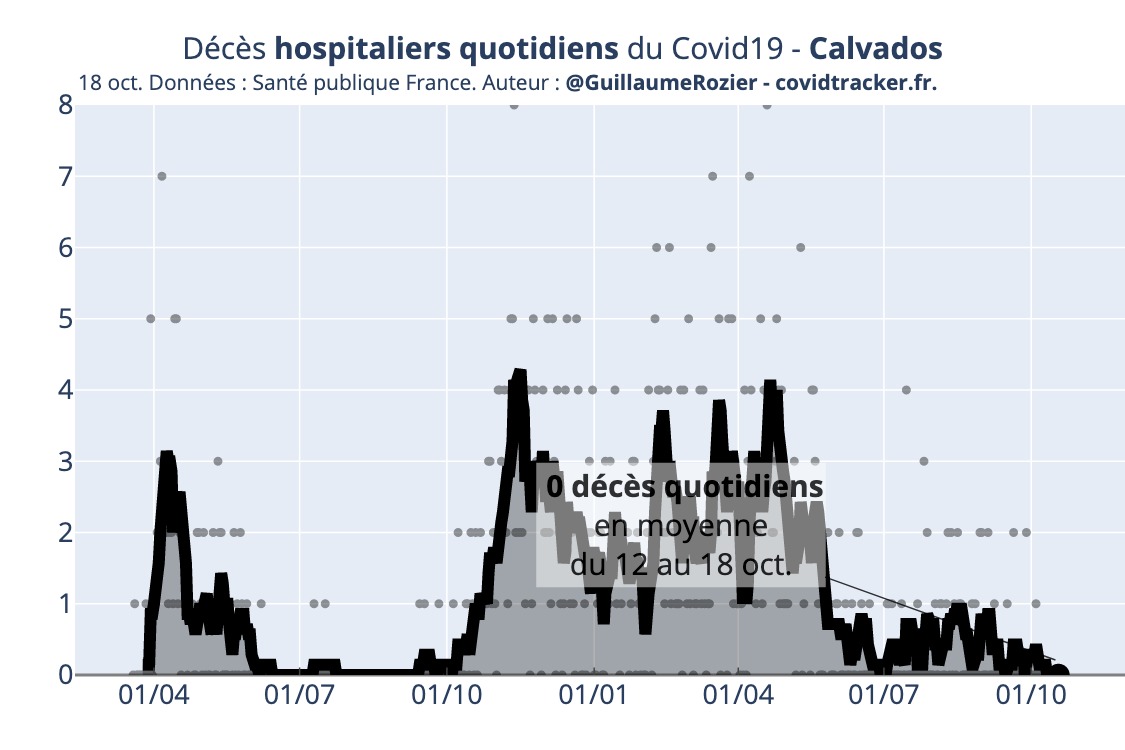 Décès hospitaliers quotidiens du Covid19 - Calvados
18 oct. Données : Santé publique France. Auteur : @GuillaumeRozier - covidtracker.fr.
8
7
6
5
4
3
2
1
0
0 décès quotidiens
en moyenne
du 12 au 18 oct.
01/04 01/07 01/10 01/01 01/04 01/07 01/10